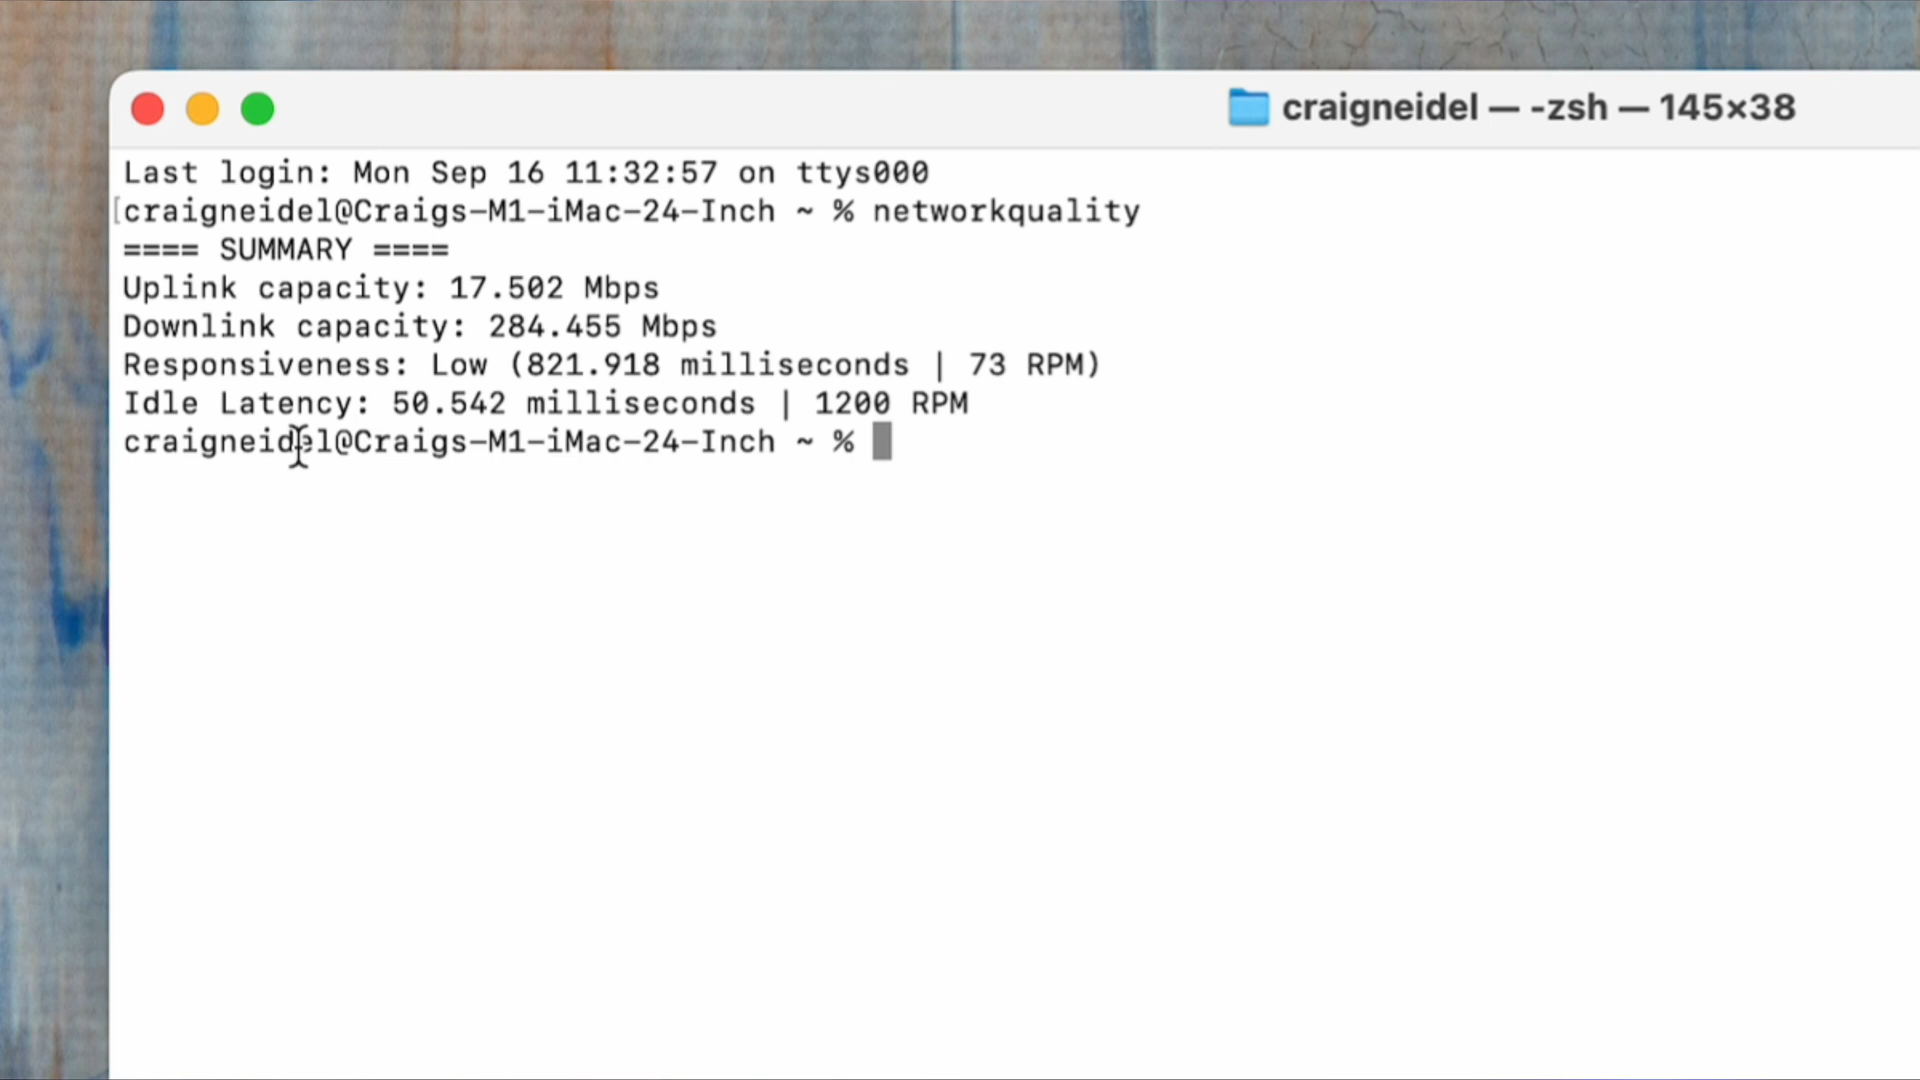 craigneidel — -zsh — 145×38
Last login: Mon Sep 16 11:32:57 on ttys000
[craigneidel@Craigs-M1-iMac-24-Inch ~ % networkquality
==== SUMMARY ====
Uplink capacity: 17.502 Mbps
Downlink capacity: 284.455 Mbps
Responsiveness: Low (821.918 milliseconds | 73 RPM)
Idle Latency: 50.542 milliseconds | 1200 RPM
craigneidel@Craigs-M1-iMac-24-Inch ~ %